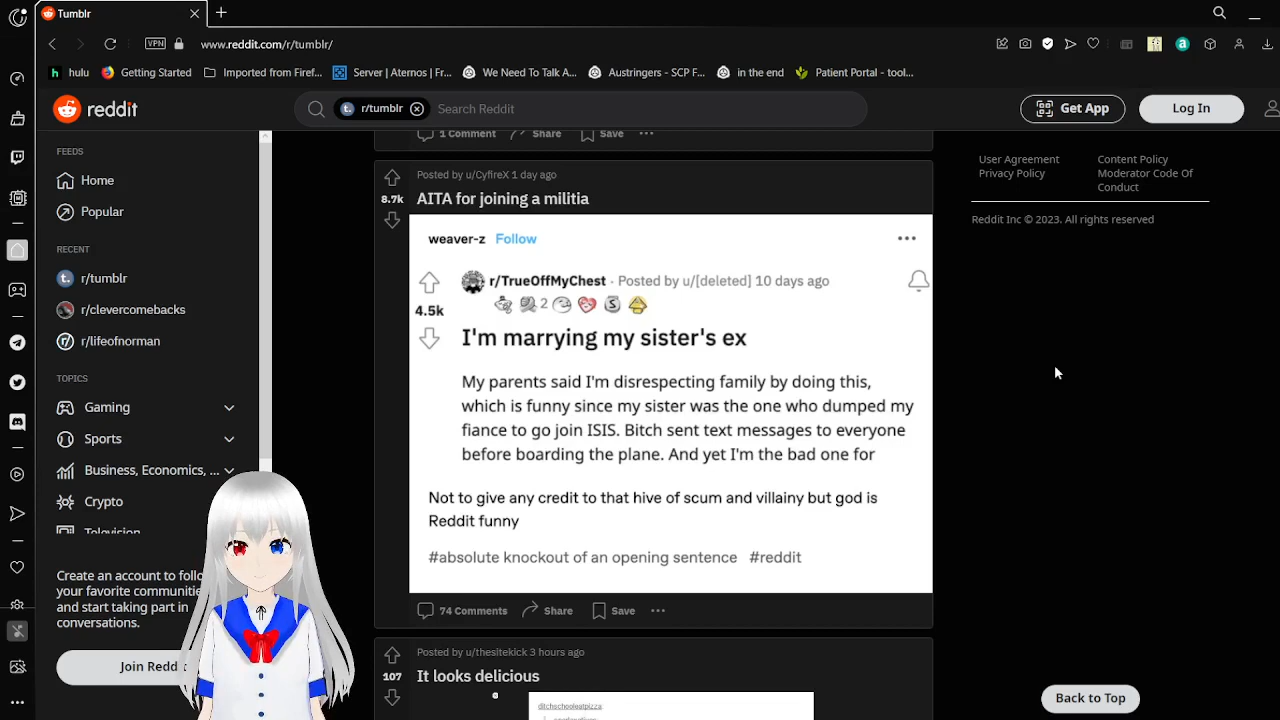 Tumblr
VPN
www.reddit.com/r/tumblr/
hulu
Getting Started
Imported from Firef...
Server | Aternos | Fr...
We Need To Talk A...
Austringers - SCP F...
in the end
Patient Portal - tool...
reddit
r/tumblr
Search Reddit
Get App
Log In
FEEDS
Home
Popular
RECENT
r/tumblr
r/clevercomebacks
r/lifeofnorman
TOPICS
Gaming
Sports
Business, Economics, ...
Crypto
Television
Create an account to follo
your favorite communitie
and start taking part in
conversations.
Join Reddit
1 Comment
Share
Save
8.7k
Posted by u/CyfireX 1 day ago
AITA for joining a militia
weaver-z Follow
r/TrueOffMyChest · Posted by u/[deleted] 10 days ago
2
4.5k
I'm marrying my sister's ex
My parents said I'm disrespecting family by doing this,
which is funny since my sister was the one who dumped my
fiance to go join ISIS. Bitch sent text messages to everyone
before boarding the plane. And yet I'm the bad one for
Not to give any credit to that hive of scum and villainy but god is
Reddit funny
#absolute knockout of an opening sentence #reddit
74 Comments
Share
Save
107
Posted by u/thesitekick 3 hours ago
It looks delicious
ditchschooleatpizza
User Agreement
Privacy Policy
Content Policy
Moderator Code Of
Conduct
Reddit Inc © 2023. All rights reserved
Back to Top